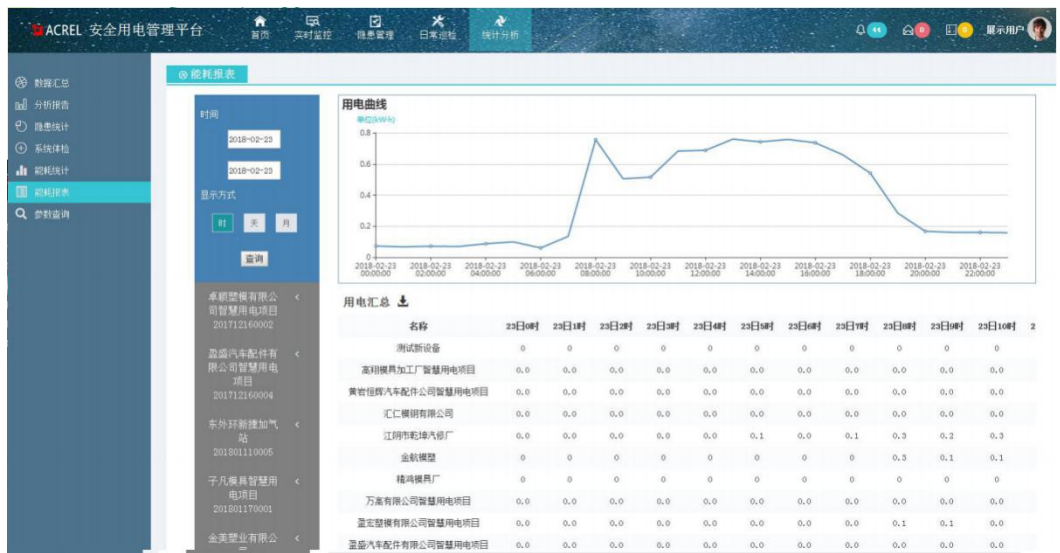 ACREL 安全用电管理平台
首页
实时监控
隐患管理
日常巡检
统计分析
44
0
0
展示用户
数据汇总
分析报告
隐患统计
系统体检
能耗统计
能耗报表
参数查询
能耗报表
时间
2018-02-23
2018-02-23
显示方式
时 天 月
查询
卓顺塑模有限公
司智慧用电项目
201712160002
盈盛汽车配件有
限公司智慧用电
项目
201712160004
东外环新捷加气
站
201801110005
子凡模具智慧用
电项目
201801170001
金美塑业有限公
用电曲线
单位(kW·h)
0.8
0.6
0.4
0.2
0
2018-02-23 2018-02-23 2018-02-23 2018-02-23 2018-02-23 2018-02-23 2018-02-23 2018-02-23 2018-02-23 2018-02-23 2018-02-23 2018-02-23
00:00:00 02:00:00 04:00:00 06:00:00 08:00:00 10:00:00 12:00:00 14:00:00 16:00:00 18:00:00 20:00:00 22:00:00
用电汇总
名称 23日0时 23日1时 23日2时 23日3时 23日4时 23日5时 23日6时 23日7时 23日8时 23日9时 23日10时 2
测试新设备 0 0 0 0 0 0 0 0 0 0 0
高翔模具加工厂智慧用电项目 0.0 0.0 0.0 0.0 0.0 0.0 0.0 0.0 0.0 0.0 0.0
黄岩恒辉汽车配件公司智慧用电项目 0.0 0.0 0.0 0.0 0.0 0.0 0.0 0.0 0.0 0.0 0.0
汇仁模钢有限公司 0.0 0.0 0.0 0.0 0.0 0.0 0.0 0.0 0.0 0.0 0.0
江阴市乾埠汽修厂 0.0 0.0 0.0 0.0 0.0 0.1 0.0 0.1 0.3 0.2 0.3
金航模塑 0 0 0 0 0 0 0 0 0.3 0.1 0.1
精鸿模具厂 0 0 0 0 0 0 0 0 0 0 0
万高有限公司智慧用电项目 0.0 0.0 0.0 0.0 0.0 0.0 0.0 0.0 0.0 0.0 0.0
盈宏塑模有限公司智慧用电项目 0.0 0.0 0.0 0.0 0.0 0.0 0.0 0.0 0.1 0.1 0.0
盈盛汽车配件有限公司智慧用电项目 0.0 0.0 0.0 0.0 0.0 0.0 0.0 0.0 0.0 0.0 0.0